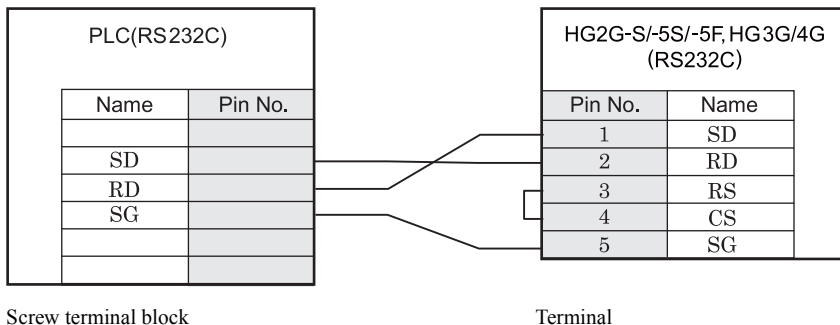 PLC(RS232C)
Name Pin No.
SD
RD
SG
HG2G-S/-5S/-5F, HG3G/4G
(RS232C)
Pin No. Name
1 SD
2 RD
3 RS
4 CS
5 SG
Screw terminal block
Terminal